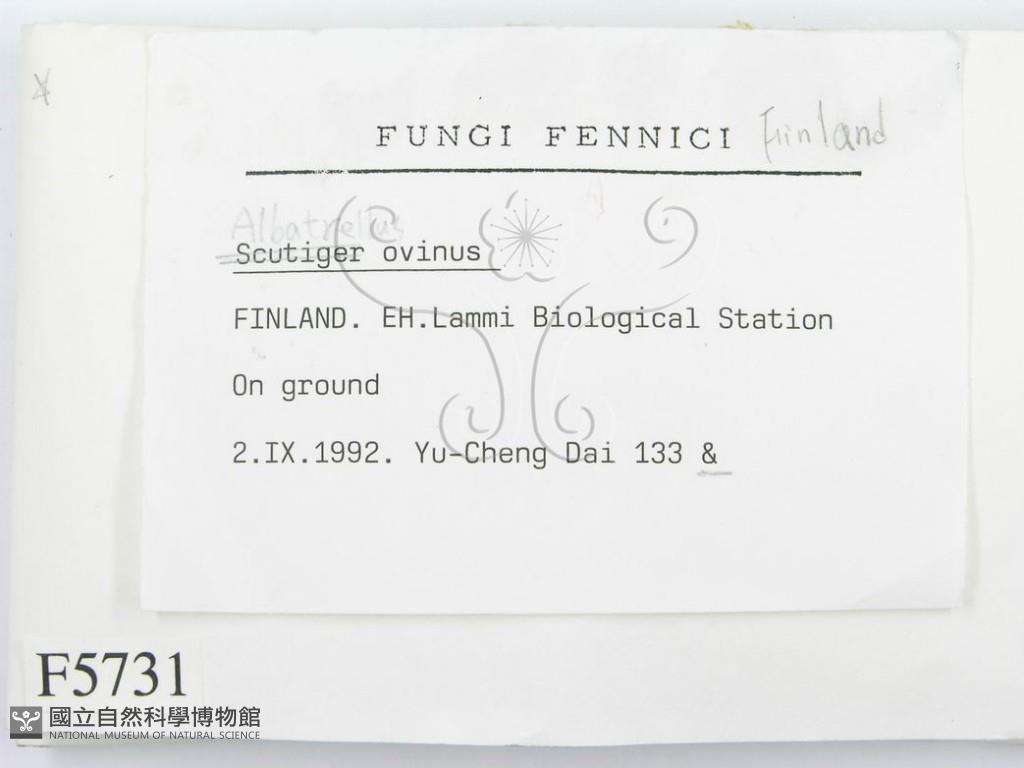 FUNGI FENNICI Finland
Albatrellus
Scutiger ovinus
FINLAND. EH.Lammi Biological Station
On ground
2.IX.1992. Yu-Cheng Dai 133 &
F5731
國立自然科學博物館
NATIONAL MUSEUM OF NATURAL SCIENCE